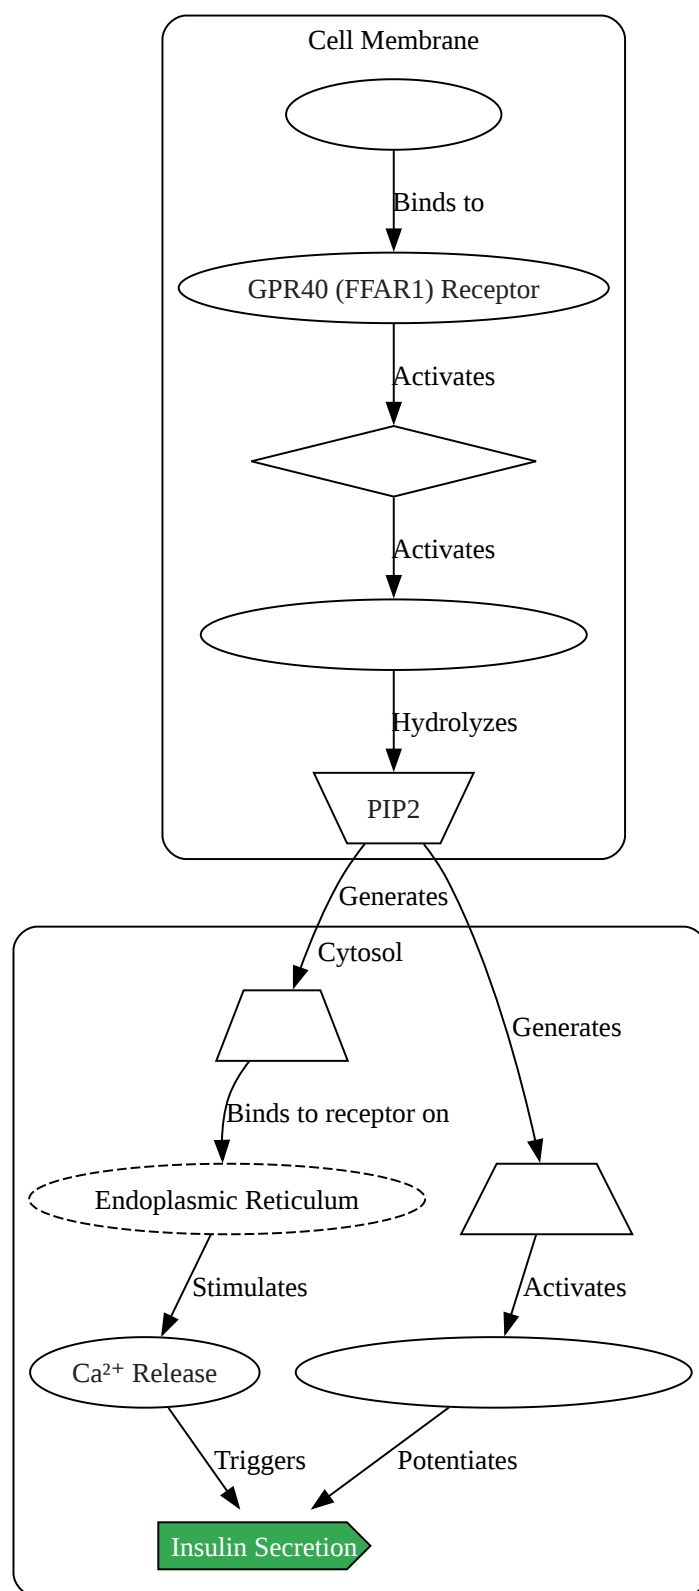 Cell Membrane
Binds to
GPR40 (FFAR1) Receptor
Activates
Activates
Hydrolyzes
PIP2
Generates
Cytosol
Generates
Binds to receptor on
Endoplasmic Reticulum
Stimulates
Activates
Ca²⁺ Release
Triggers
Potentiates
Insulin Secretion